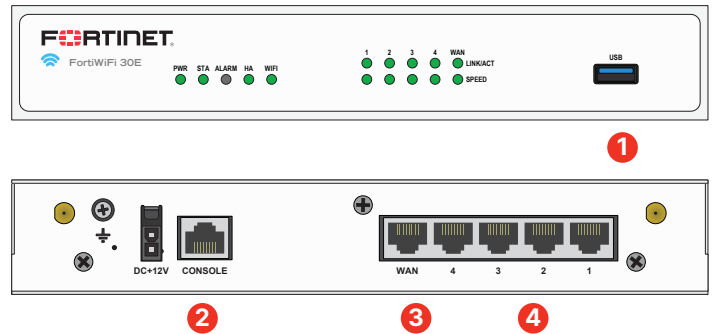 FORTINET.
FortiWiFi 30E
PWR STA ALARM HA WIFI
1 2 3 4 WAN
LINK/ACT
SPEED
USB
1
DC+12V CONSOLE
WAN 4 3 2 1
2 3 4